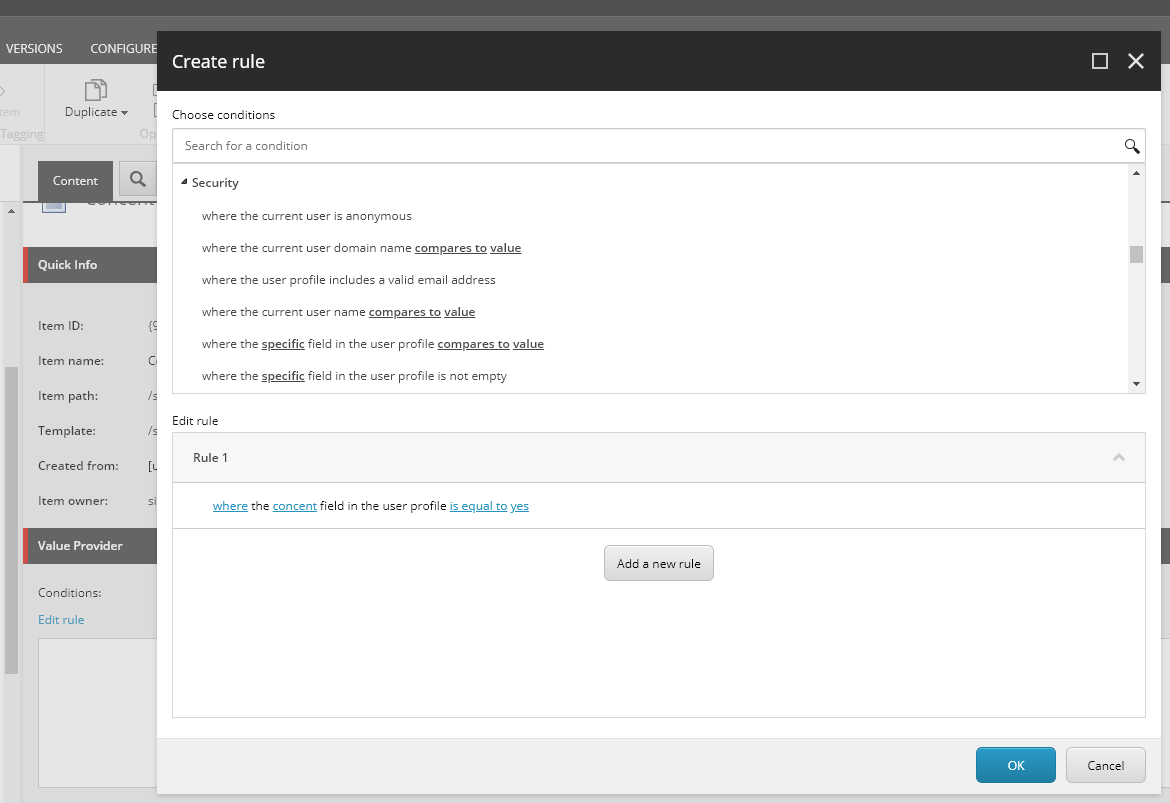 VERSIONS CONFIGURE
Create rule
Duplicate
Tagging
Choose conditions
Search for a condition
Content
Security
where the current user is anonymous
where the current user domain name compares to value
where the user profile includes a valid email address
where the current user name compares to value
where the specific field in the user profile compares to value
where the specific field in the user profile is not empty
Quick Info
Item ID:
Item name:
Item path:
Template:
Created from:
Item owner:
Edit rule
Rule 1
where the concent field in the user profile is equal to yes
Add a new rule
Value Provider
Conditions:
Edit rule
OK Cancel